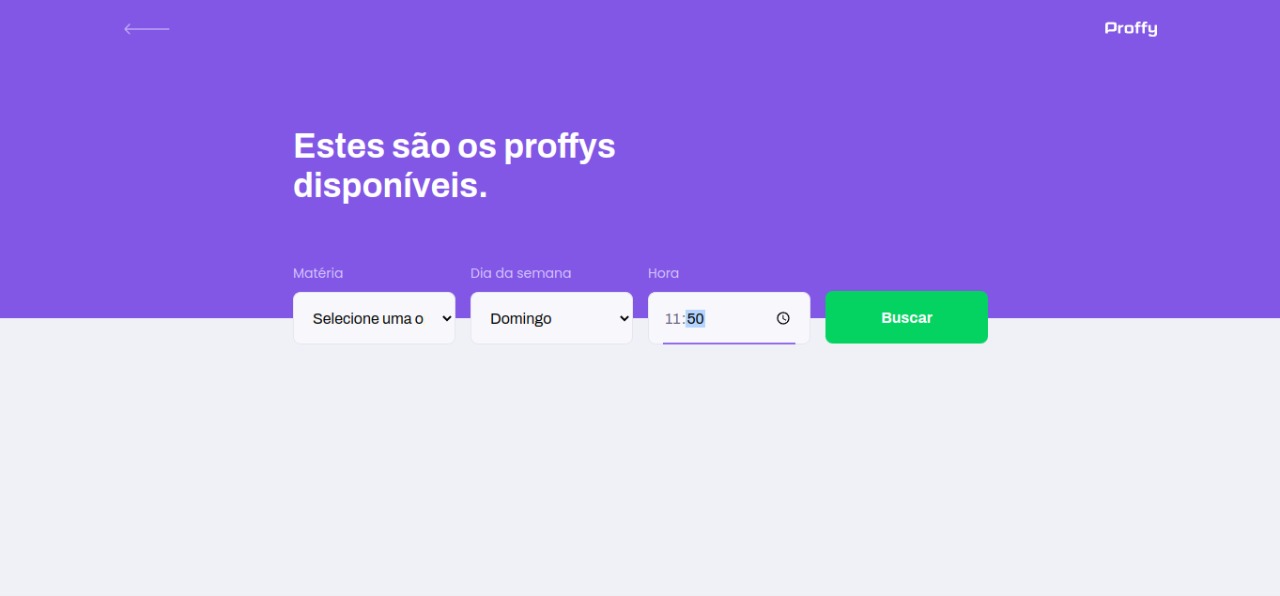 Proffy
Estes são os proffys
disponíveis.
Matéria
Dia da semana
Hora
Selecione uma o
Domingo
11:50
Buscar